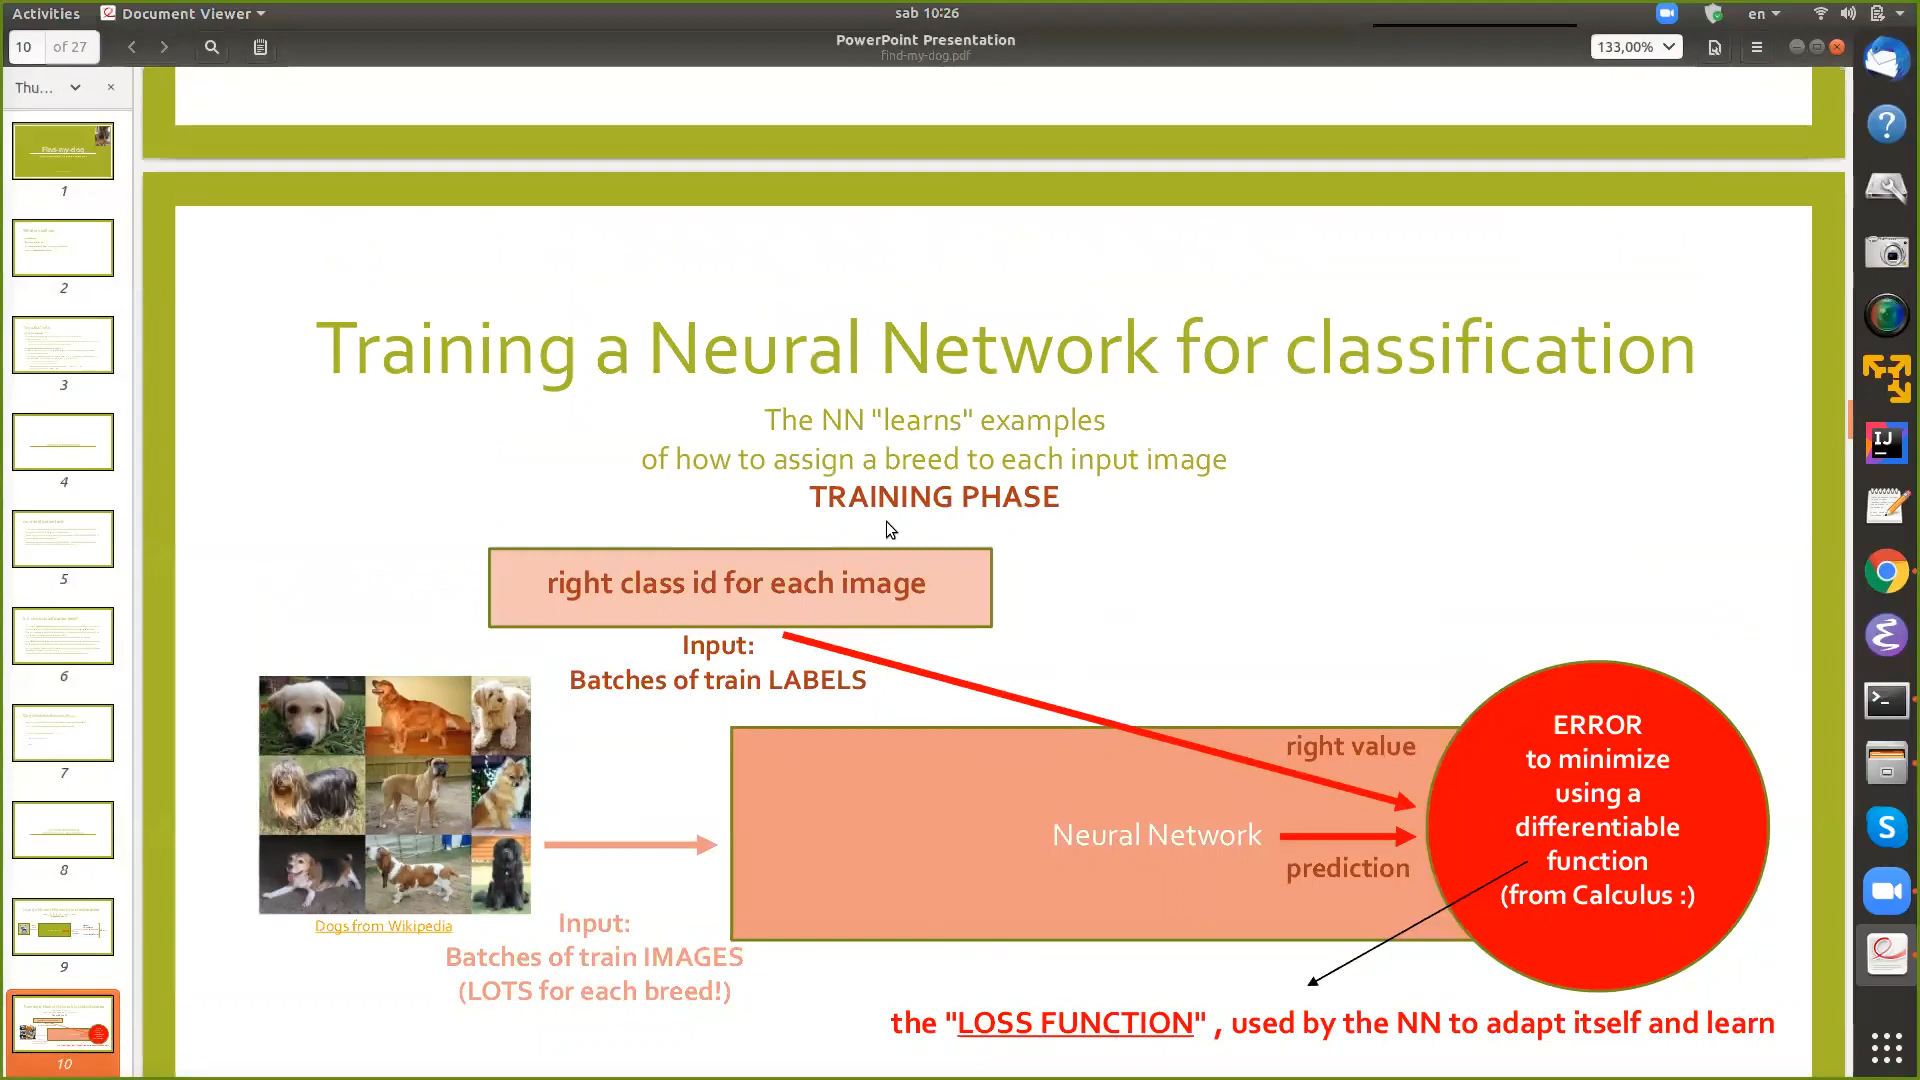 Activities
Document Viewer
sab 10:26
en
10
of 27
PowerPoint Presentation
find-my-dog.pdf
133,00%
Thu...
Find-my-dog
1
2
3
4
5
6
7
8
9
10
Training a Neural Network for classification
The NN "learns" examples
of how to assign a breed to each input image
TRAINING PHASE
right class id for each image
Input:
Batches of train LABELS
right value
Neural Network
prediction
ERROR
to minimize
using a
differentiable
function
(from Calculus :)
Dogs from Wikipedia
Input:
Batches of train IMAGES
(LOTS for each breed!)
the "LOSS FUNCTION" , used by the NN to adapt itself and learn
IJ
S